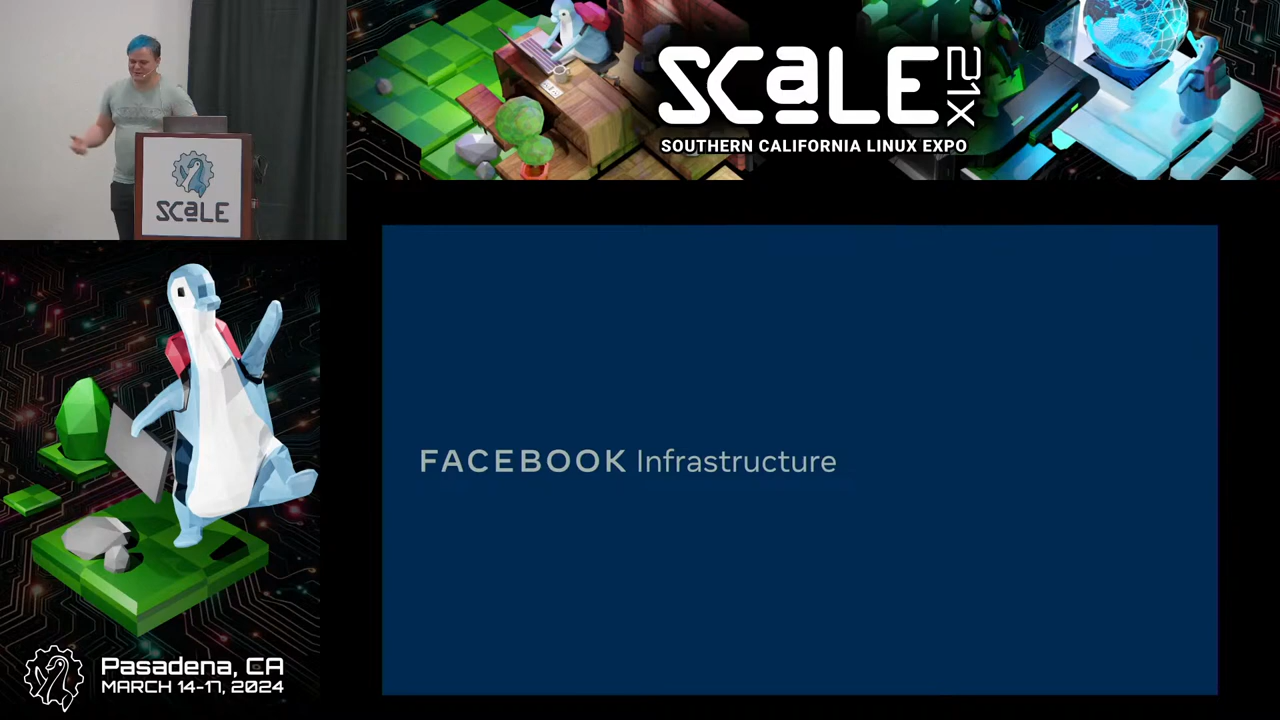 SCALE 21X
SOUTHERN CALIFORNIA LINUX EXPO
SCALE
FACEBOOK Infrastructure
Pasadena, CA
MARCH 14-17, 2024